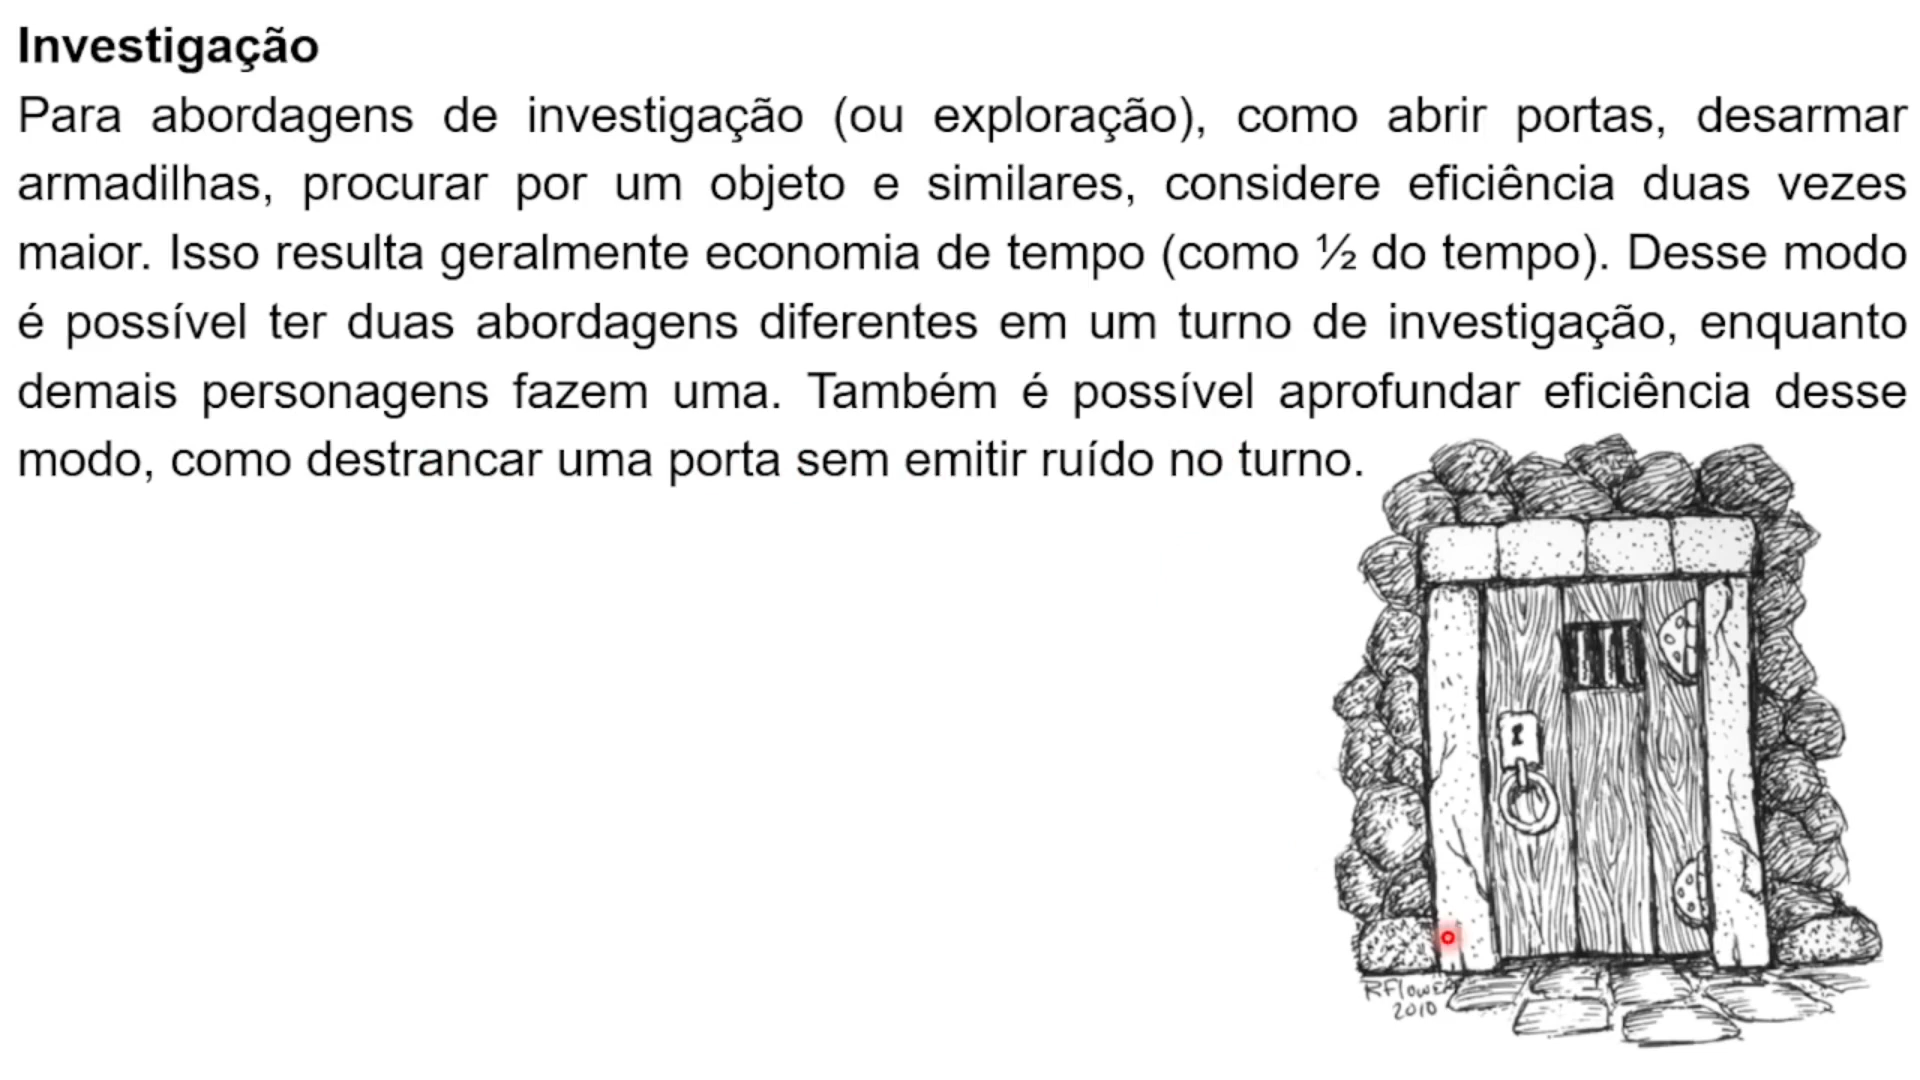 Investigação
Para abordagens de investigação (ou exploração), como abrir portas, desarmar
armadilhas, procurar por um objeto e similares, considere eficiência duas vezes
maior. Isso resulta geralmente economia de tempo (como ½ do tempo). Desse modo
é possível ter duas abordagens diferentes em um turno de investigação, enquanto
demais personagens fazem uma. Também é possível aprofundar eficiência desse
modo, como destrancar uma porta sem emitir ruído no turno.
RFlower
2010